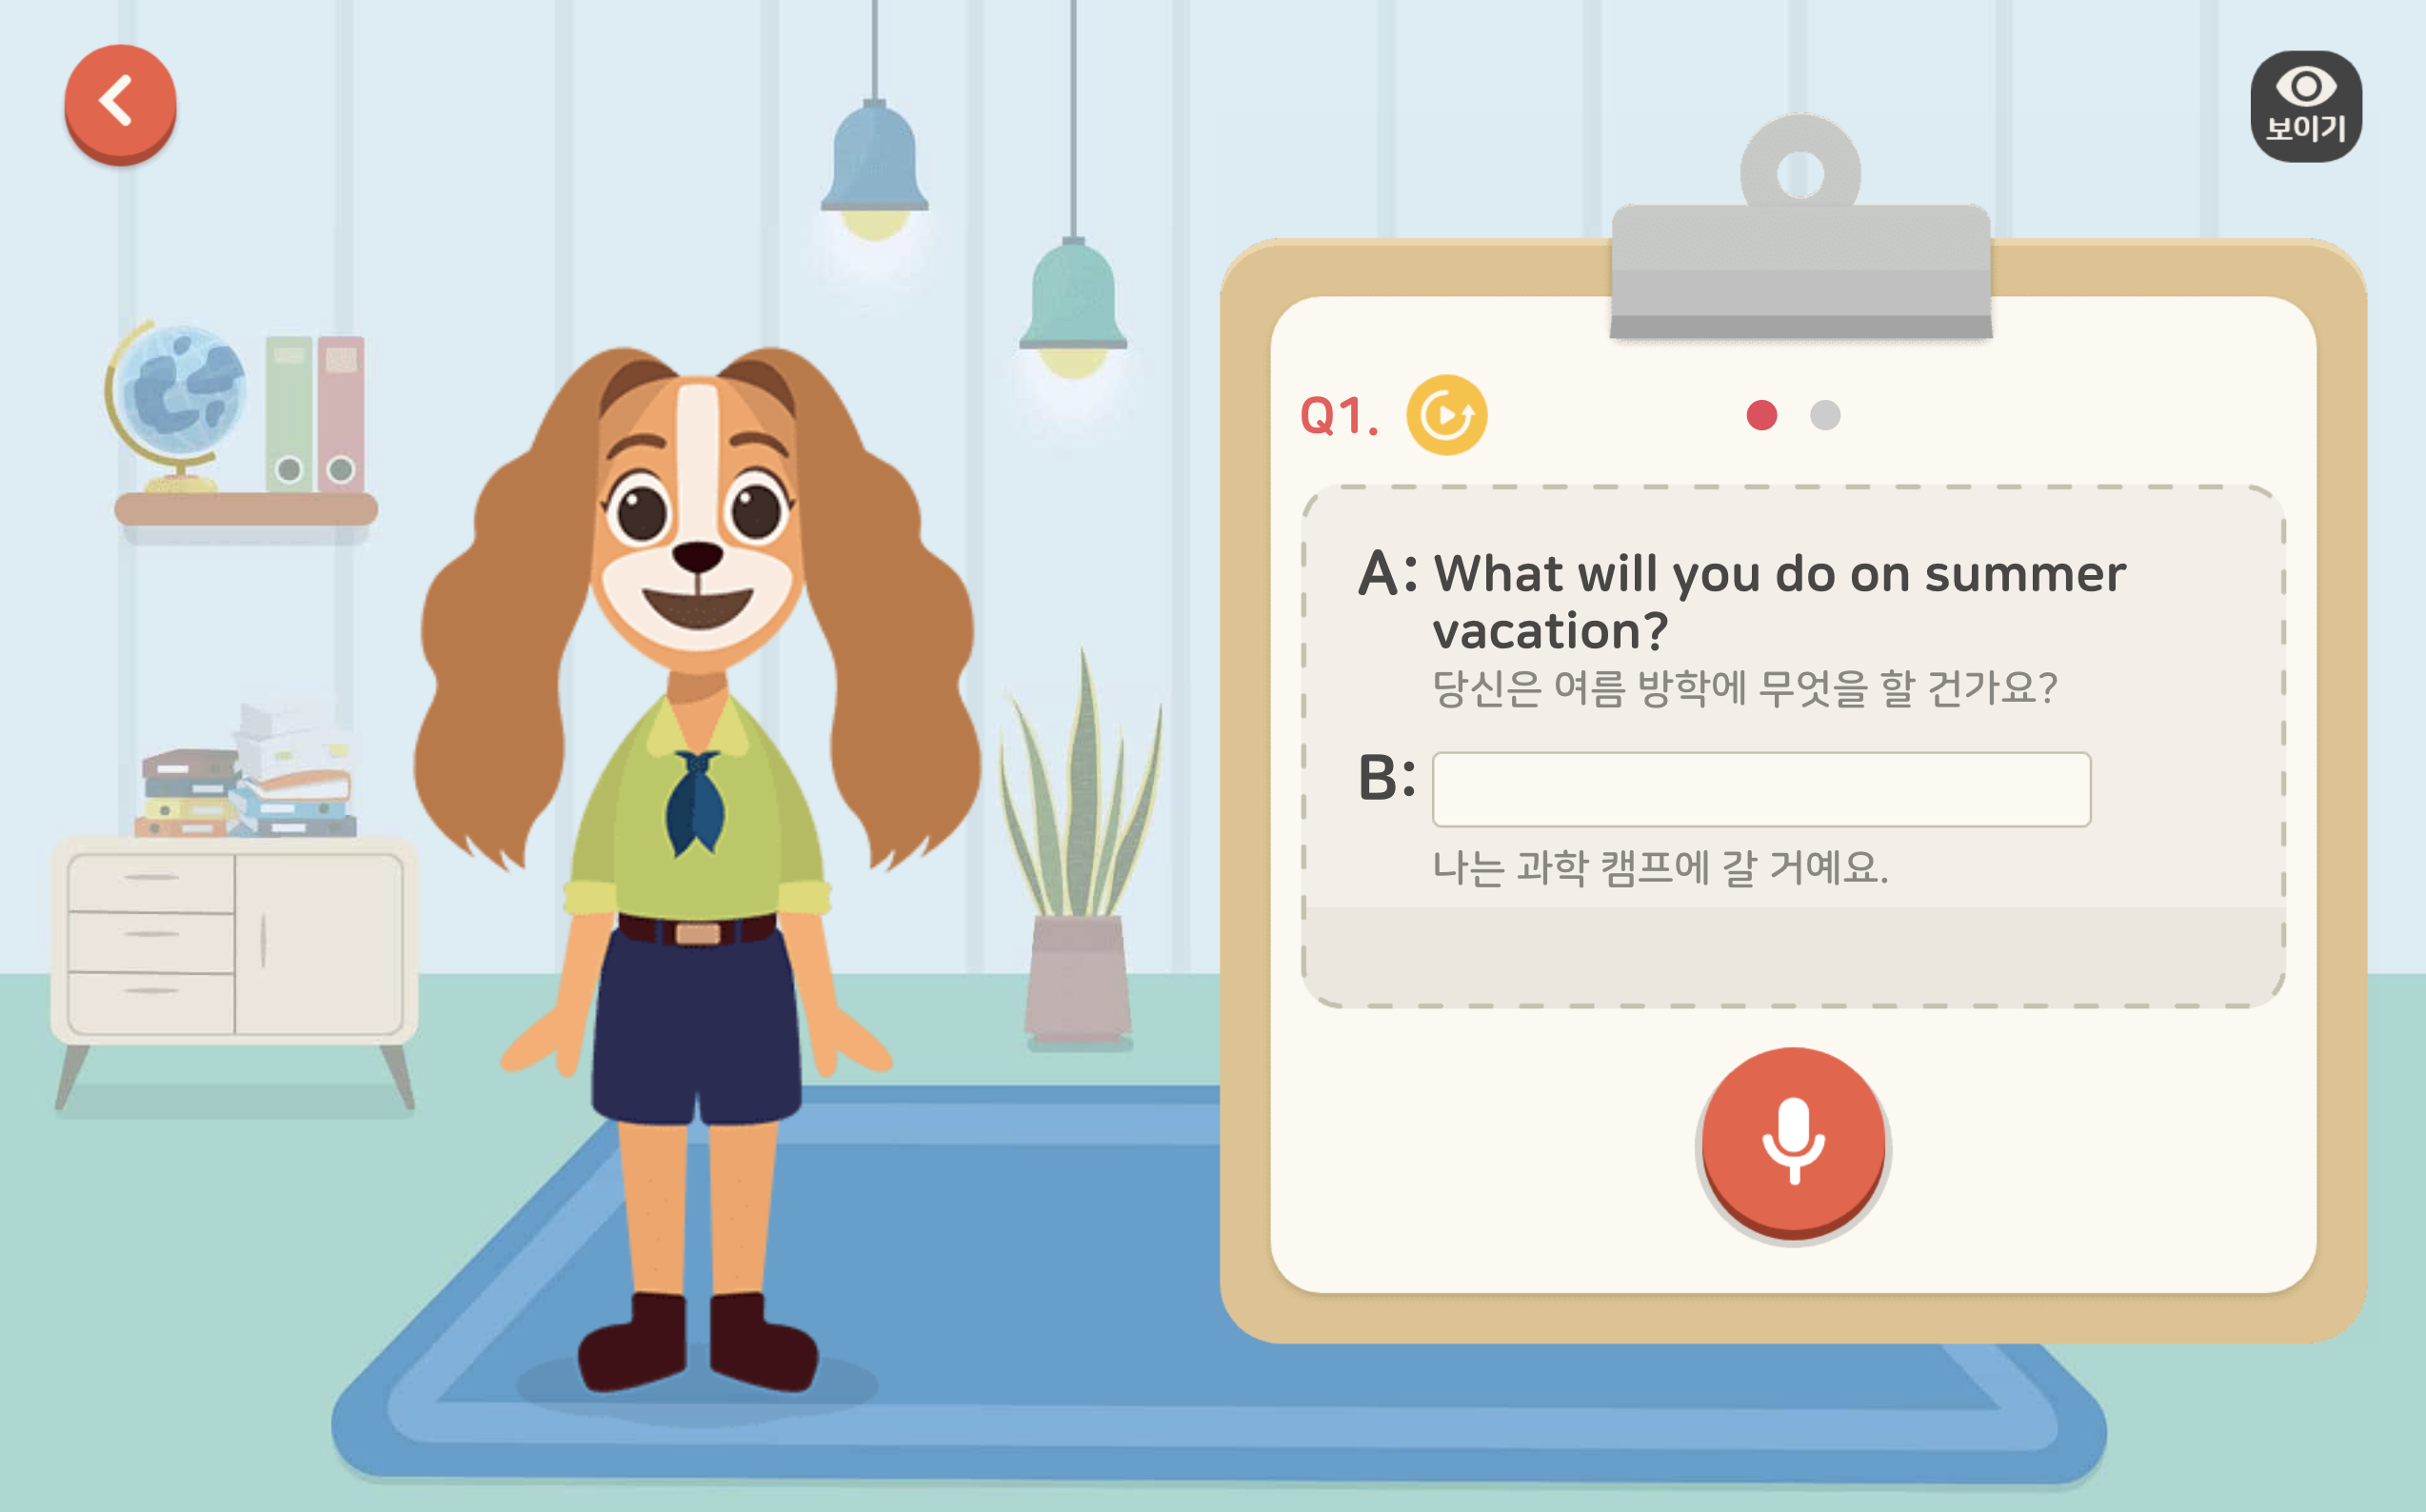 보이기
Q1.
A: What will you do on summer
vacation?
당신은 여름 방학에 무엇을 할 건가요?
B:
나는 과학 캠프에 갈 거예요.